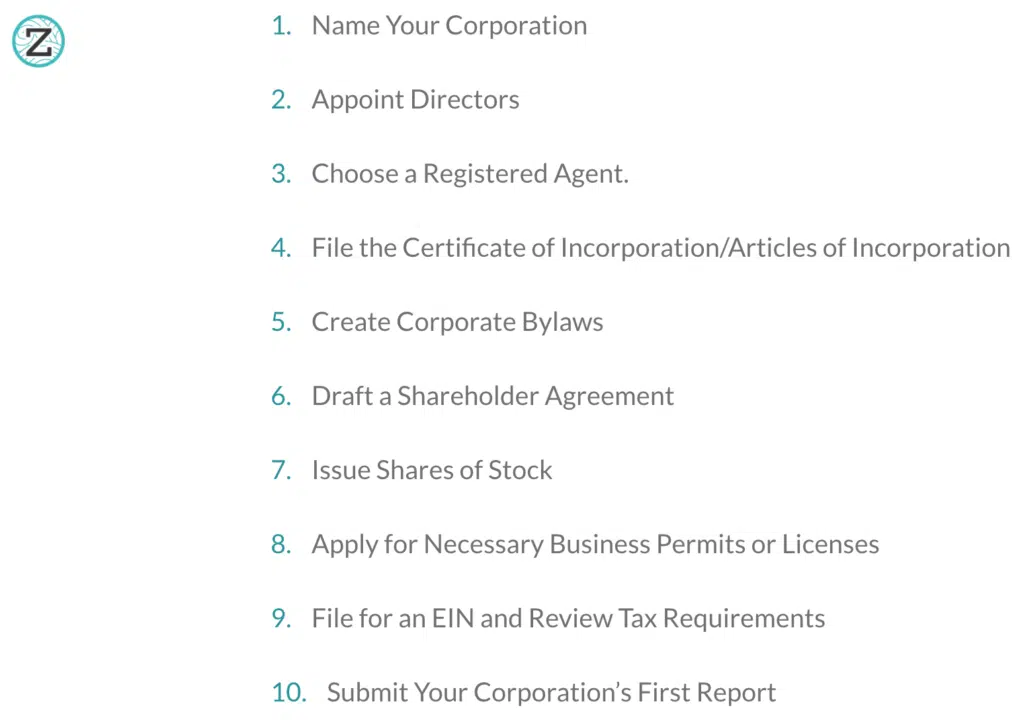 Z
1. Name Your Corporation
2. Appoint Directors
3. Choose a Registered Agent.
4. File the Certificate of Incorporation/Articles of Incorporation
5. Create Corporate Bylaws
6. Draft a Shareholder Agreement
7. Issue Shares of Stock
8. Apply for Necessary Business Permits or Licenses
9. File for an EIN and Review Tax Requirements
10. Submit Your Corporation’s First Report